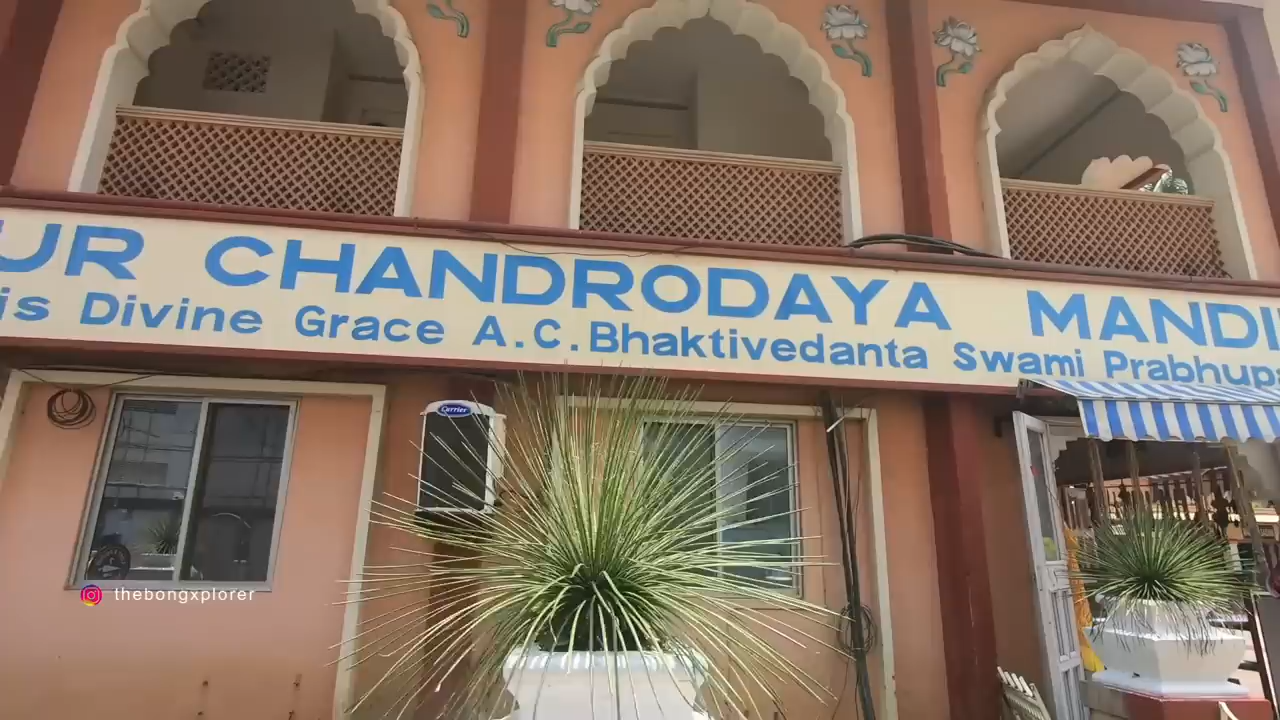 UR CHANDRODAYA MANDI
is Divine Grace A.C.Bhaktivedanta Swami Prabhupa
Carrier
thebongxplorer